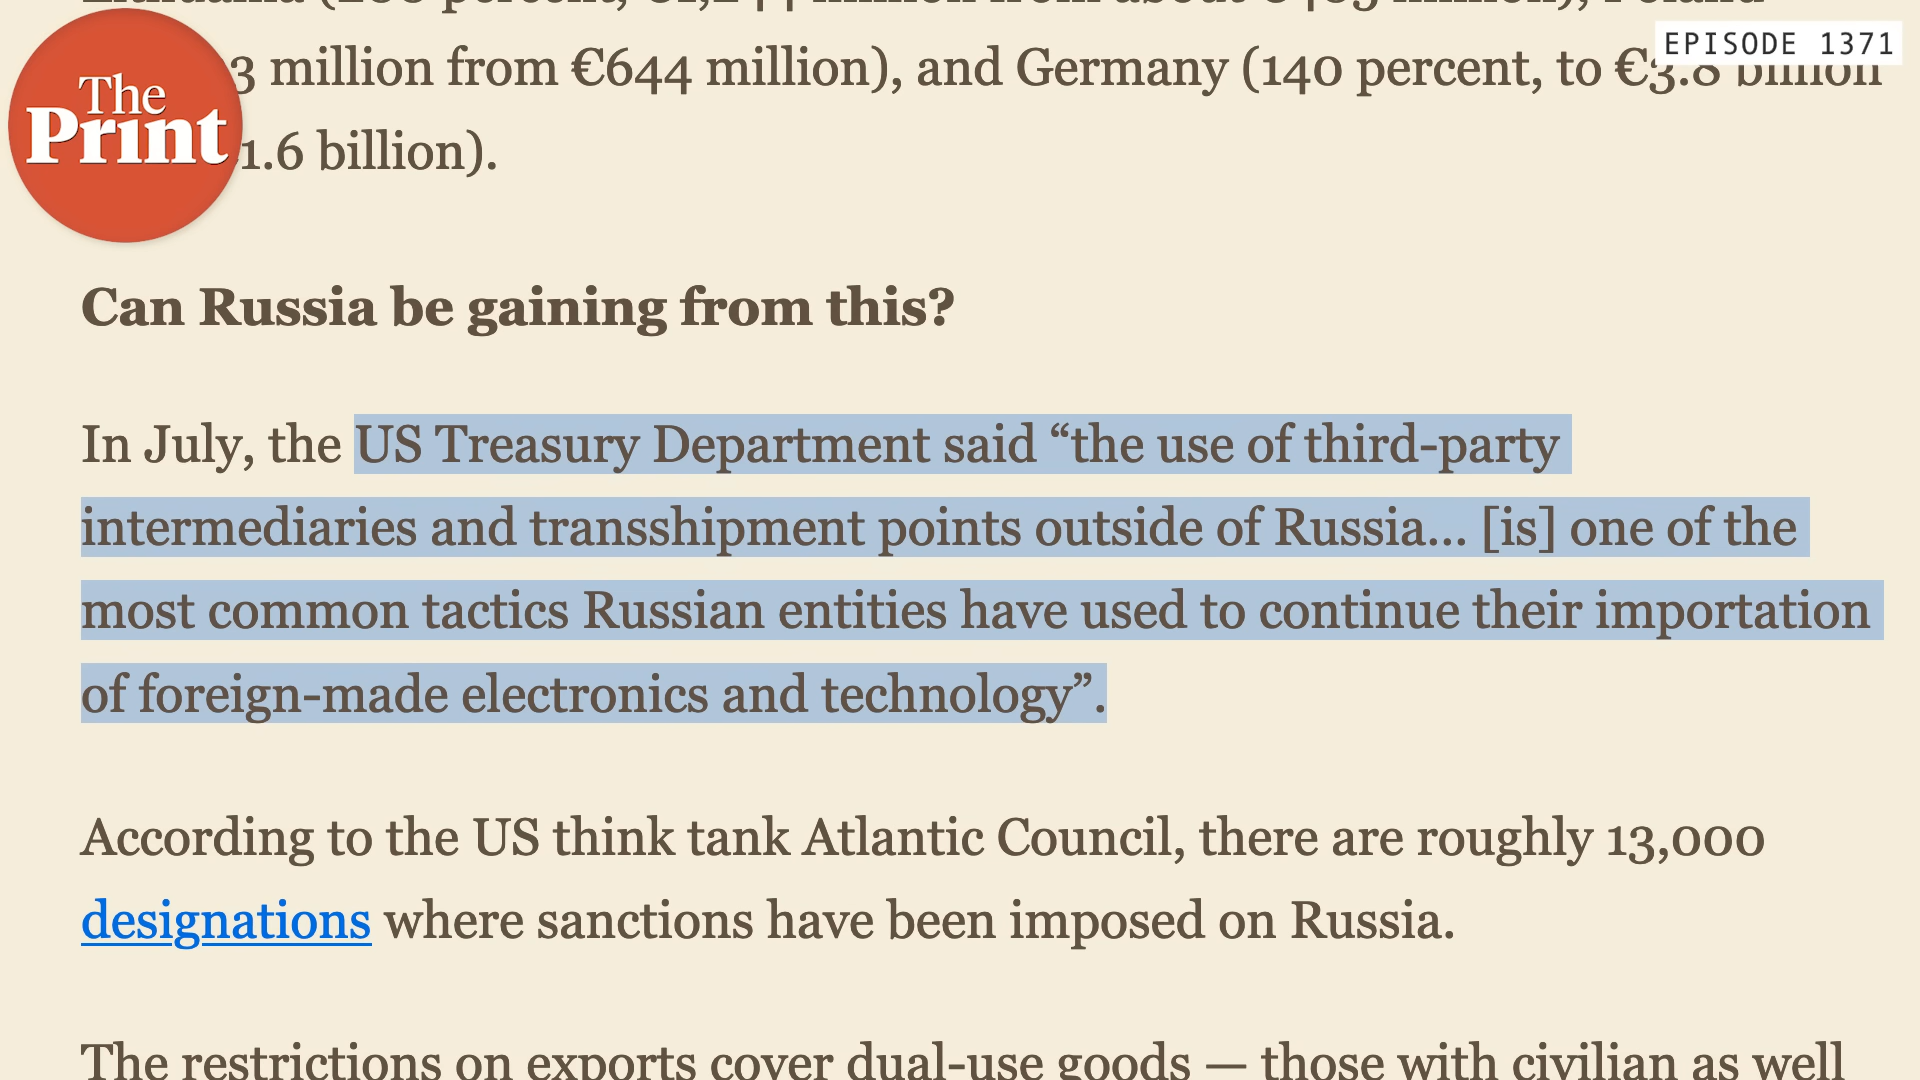 The
Print
EPISODE 1371
3 million from €644 million), and Germany (140 percent, to €3.8 billion
1.6 billion).
Can Russia be gaining from this?
In July, the US Treasury Department said “the use of third-party
intermediaries and transshipment points outside of Russia... [is] one of the
most common tactics Russian entities have used to continue their importation
of foreign-made electronics and technology”.
According to the US think tank Atlantic Council, there are roughly 13,000
designations where sanctions have been imposed on Russia.
The restrictions on exports cover dual-use goods — those with civilian as well